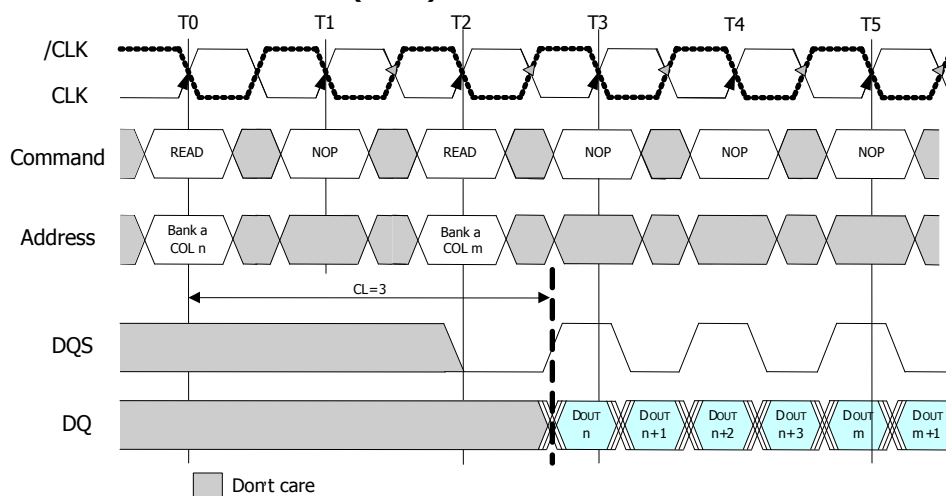 T0 T1 T2 T3 T4 T5
/CLK
CLK
Command READ NOP READ NOP NOP NOP
Address Bank a COL n Bank a COL m
CL=3
DQS
DQ DOUT n DOUT n+1 DOUT n+2 DOUT n+3 DOUT m DOUT m+1
Don't care